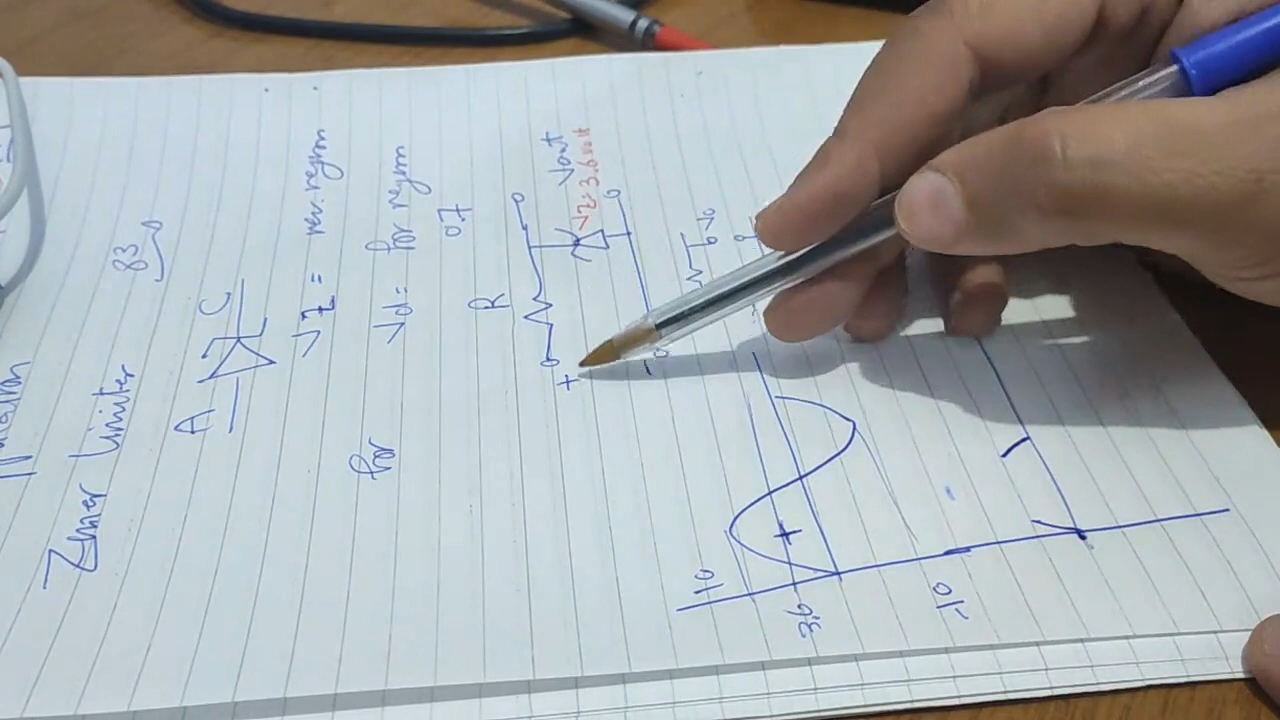 Zener Limiter
83
A C
VZ = rev. region
for Vd = for region
0.7
R
+ Vout
VZ = 3.6 volt
-
Vo
10
+
3.6
-10